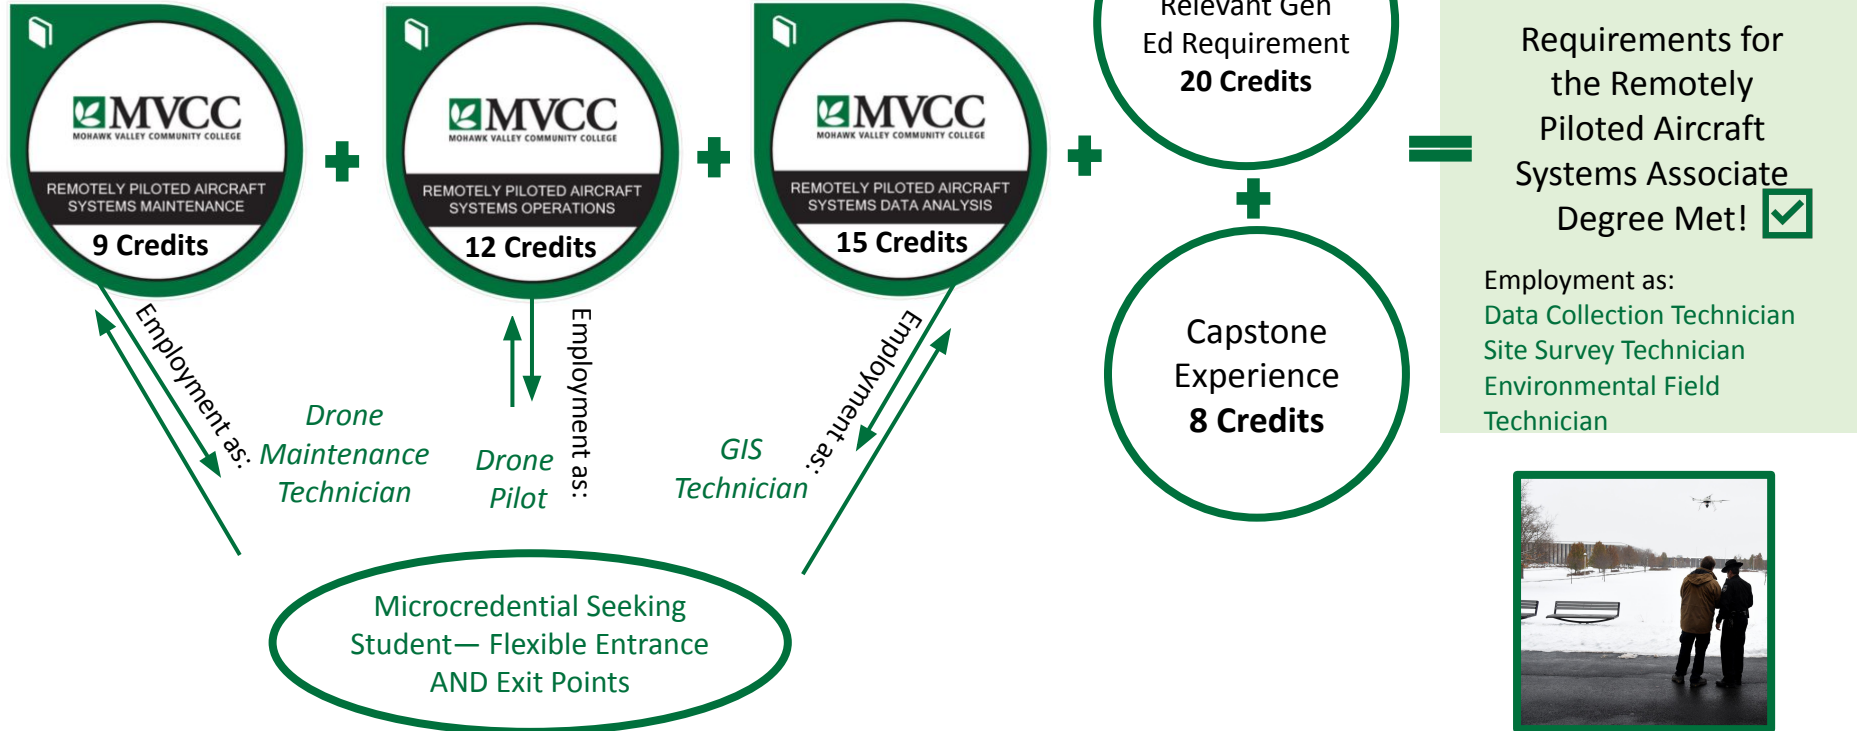 MVCC
MOHAWK VALLEY COMMUNITY COLLEGE
REMOTELY PILOTED AIRCRAFT
SYSTEMS MAINTENANCE
9 Credits
MVCC
MOHAWK VALLEY COMMUNITY COLLEGE
REMOTELY PILOTED AIRCRAFT
SYSTEMS OPERATIONS
12 Credits
MVCC
MOHAWK VALLEY COMMUNITY COLLEGE
REMOTELY PILOTED AIRCRAFT
SYSTEMS DATA ANALYSIS
15 Credits
Relevant Gen
Ed Requirement
20 Credits
Capstone
Experience
8 Credits
Requirements for
the Remotely
Piloted Aircraft
Systems Associate
Degree Met!
Employment as:
Data Collection Technician
Site Survey Technician
Environmental Field
Technician
Employment as:
Drone
Maintenance
Technician
Employment as:
Drone
Pilot
Employment as:
GIS
Technician
Microcredential Seeking
Student— Flexible Entrance
AND Exit Points